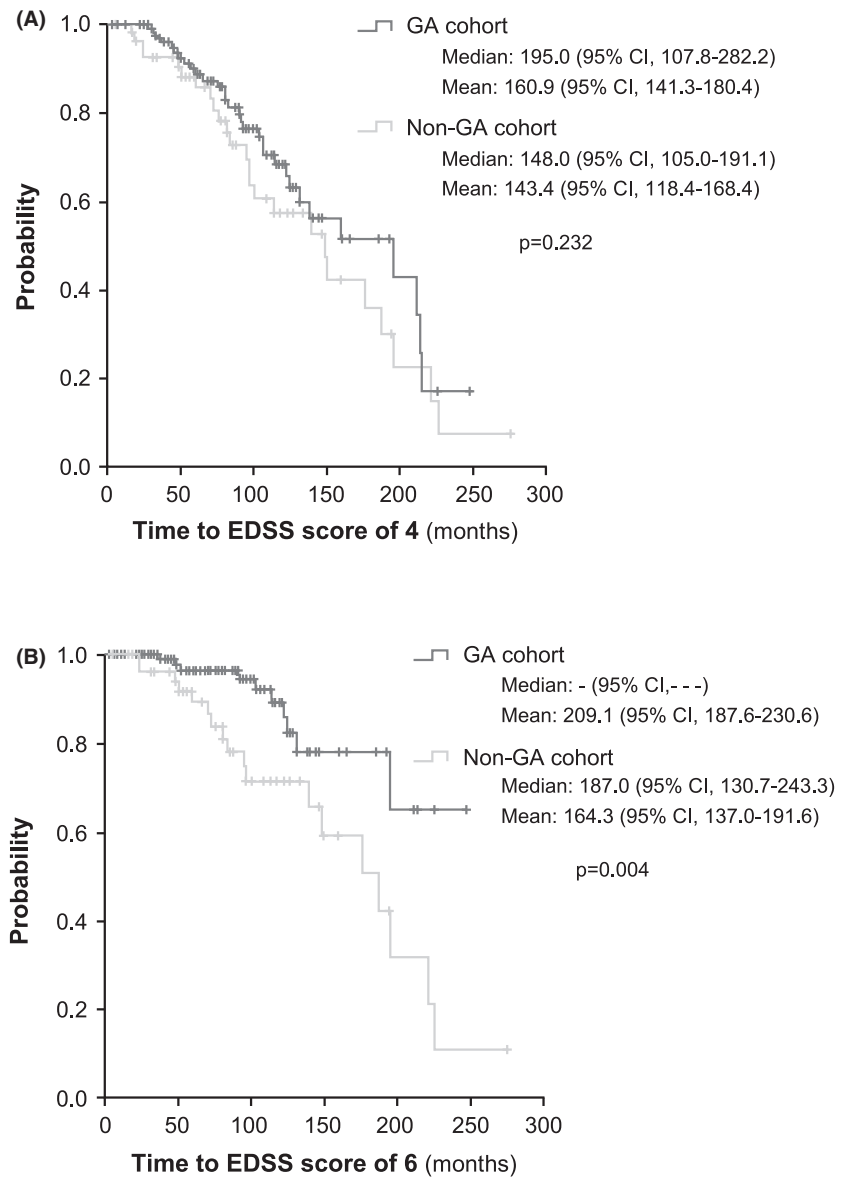 (A)
GA cohort
Median: 195.0 (95% CI, 107.8-282.2)
Mean: 160.9 (95% CI, 141.3-180.4)
Non-GA cohort
Median: 148.0 (95% CI, 105.0-191.1)
Mean: 143.4 (95% CI, 118.4-168.4)
p=0.232
Probability
1.0
0.8
0.6
0.4
0.2
0.0
0 50 100 150 200 250 300
Time to EDSS score of 4 (months)
(B)
GA cohort
Median: - (95% CI,- - -)
Mean: 209.1 (95% CI, 187.6-230.6)
Non-GA cohort
Median: 187.0 (95% CI, 130.7-243.3)
Mean: 164.3 (95% CI, 137.0-191.6)
p=0.004
Probability
1.0
0.8
0.6
0.4
0.2
0.0
0 50 100 150 200 250 300
Time to EDSS score of 6 (months)